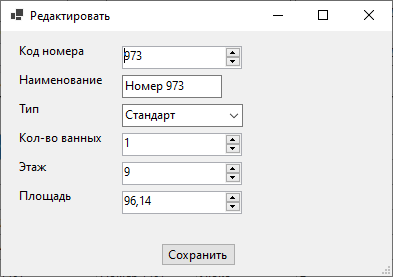 Редактировать
Код номера 973
Наименование Номер 973
Тип Стандарт
Кол-во ванных 1
Этаж 9
Площадь 96,14
Сохранить